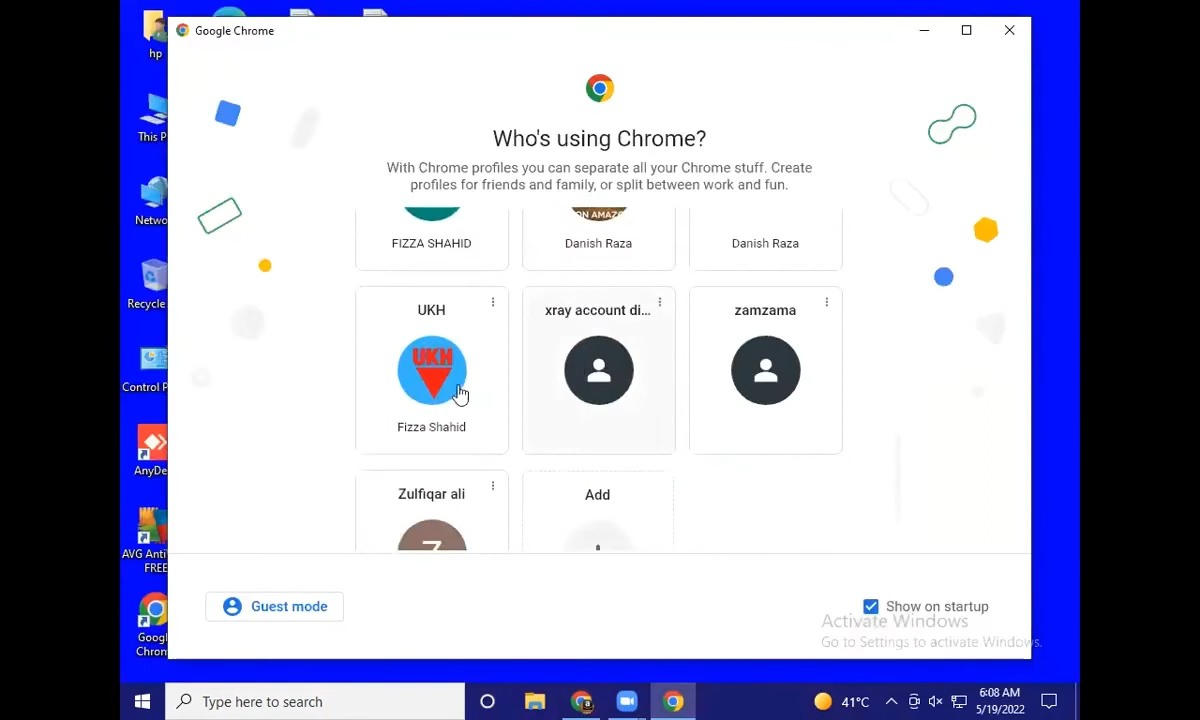 hp
Google Chrome
This P
Netwo
Recycle
Control P
AnyDe
AVG Anti
FREE
Googl
Chrom
Who's using Chrome?
With Chrome profiles you can separate all your Chrome stuff. Create
profiles for friends and family, or split between work and fun.
ON AMAZO
FIZZA SHAHID
Danish Raza
Danish Raza
UKH
xray account di...
zamzama
UKH
Fizza Shahid
Zulfiqar ali
Add
Z
Guest mode
Show on startup
Activate Windows
Go to Settings to activate Windows.
Type here to search
41°C
6:08 AM
5/19/2022